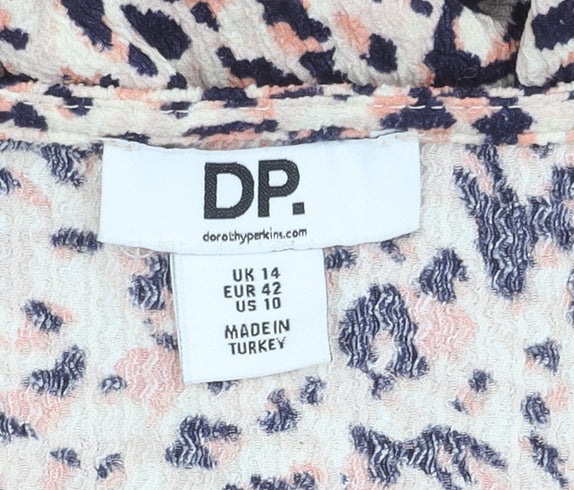 DP.
dorothyperkins.com
UK 14
EUR 42
US 10
MADE IN
TURKEY